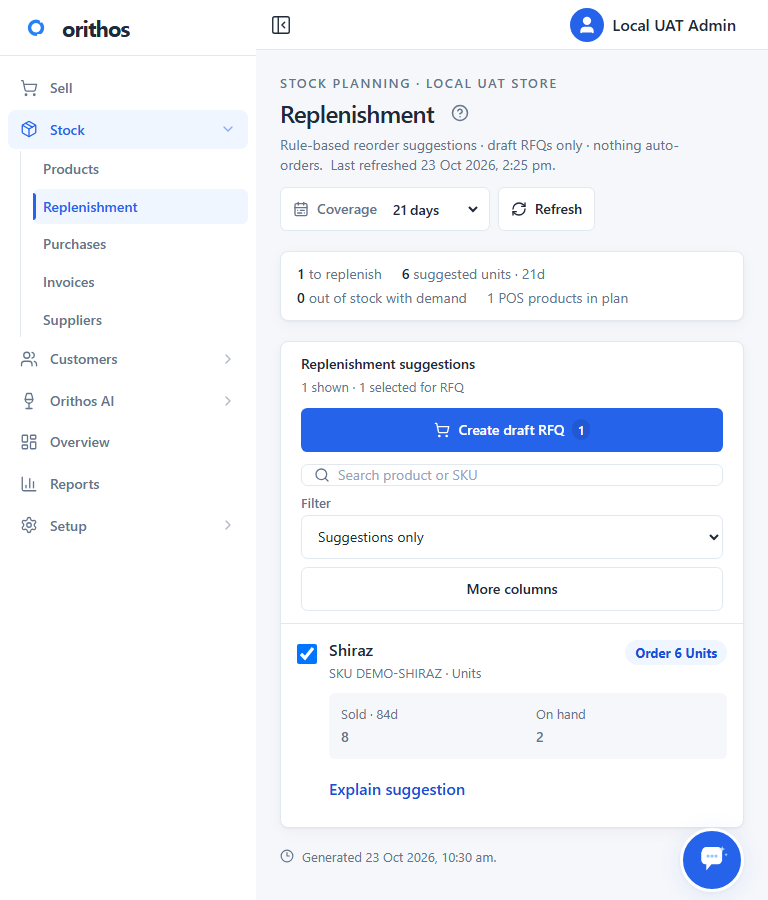 orithos
Local UAT Admin
Sell
Stock
Products
Replenishment
Purchases
Invoices
Suppliers
Customers
Orithos AI
Overview
Reports
Setup
STOCK PLANNING · LOCAL UAT STORE
Replenishment
Rule-based reorder suggestions · draft RFQs only · nothing auto-
orders. Last refreshed 23 Oct 2026, 2:25 pm.
Coverage 21 days
Refresh
1 to replenish 6 suggested units · 21d
0 out of stock with demand 1 POS products in plan
Replenishment suggestions
1 shown · 1 selected for RFQ
Create draft RFQ 1
Search product or SKU
Filter
Suggestions only
More columns
Shiraz Order 6 Units
SKU DEMO-SHIRAZ · Units
Sold · 84d On hand
8 2
Explain suggestion
Generated 23 Oct 2026, 10:30 am.